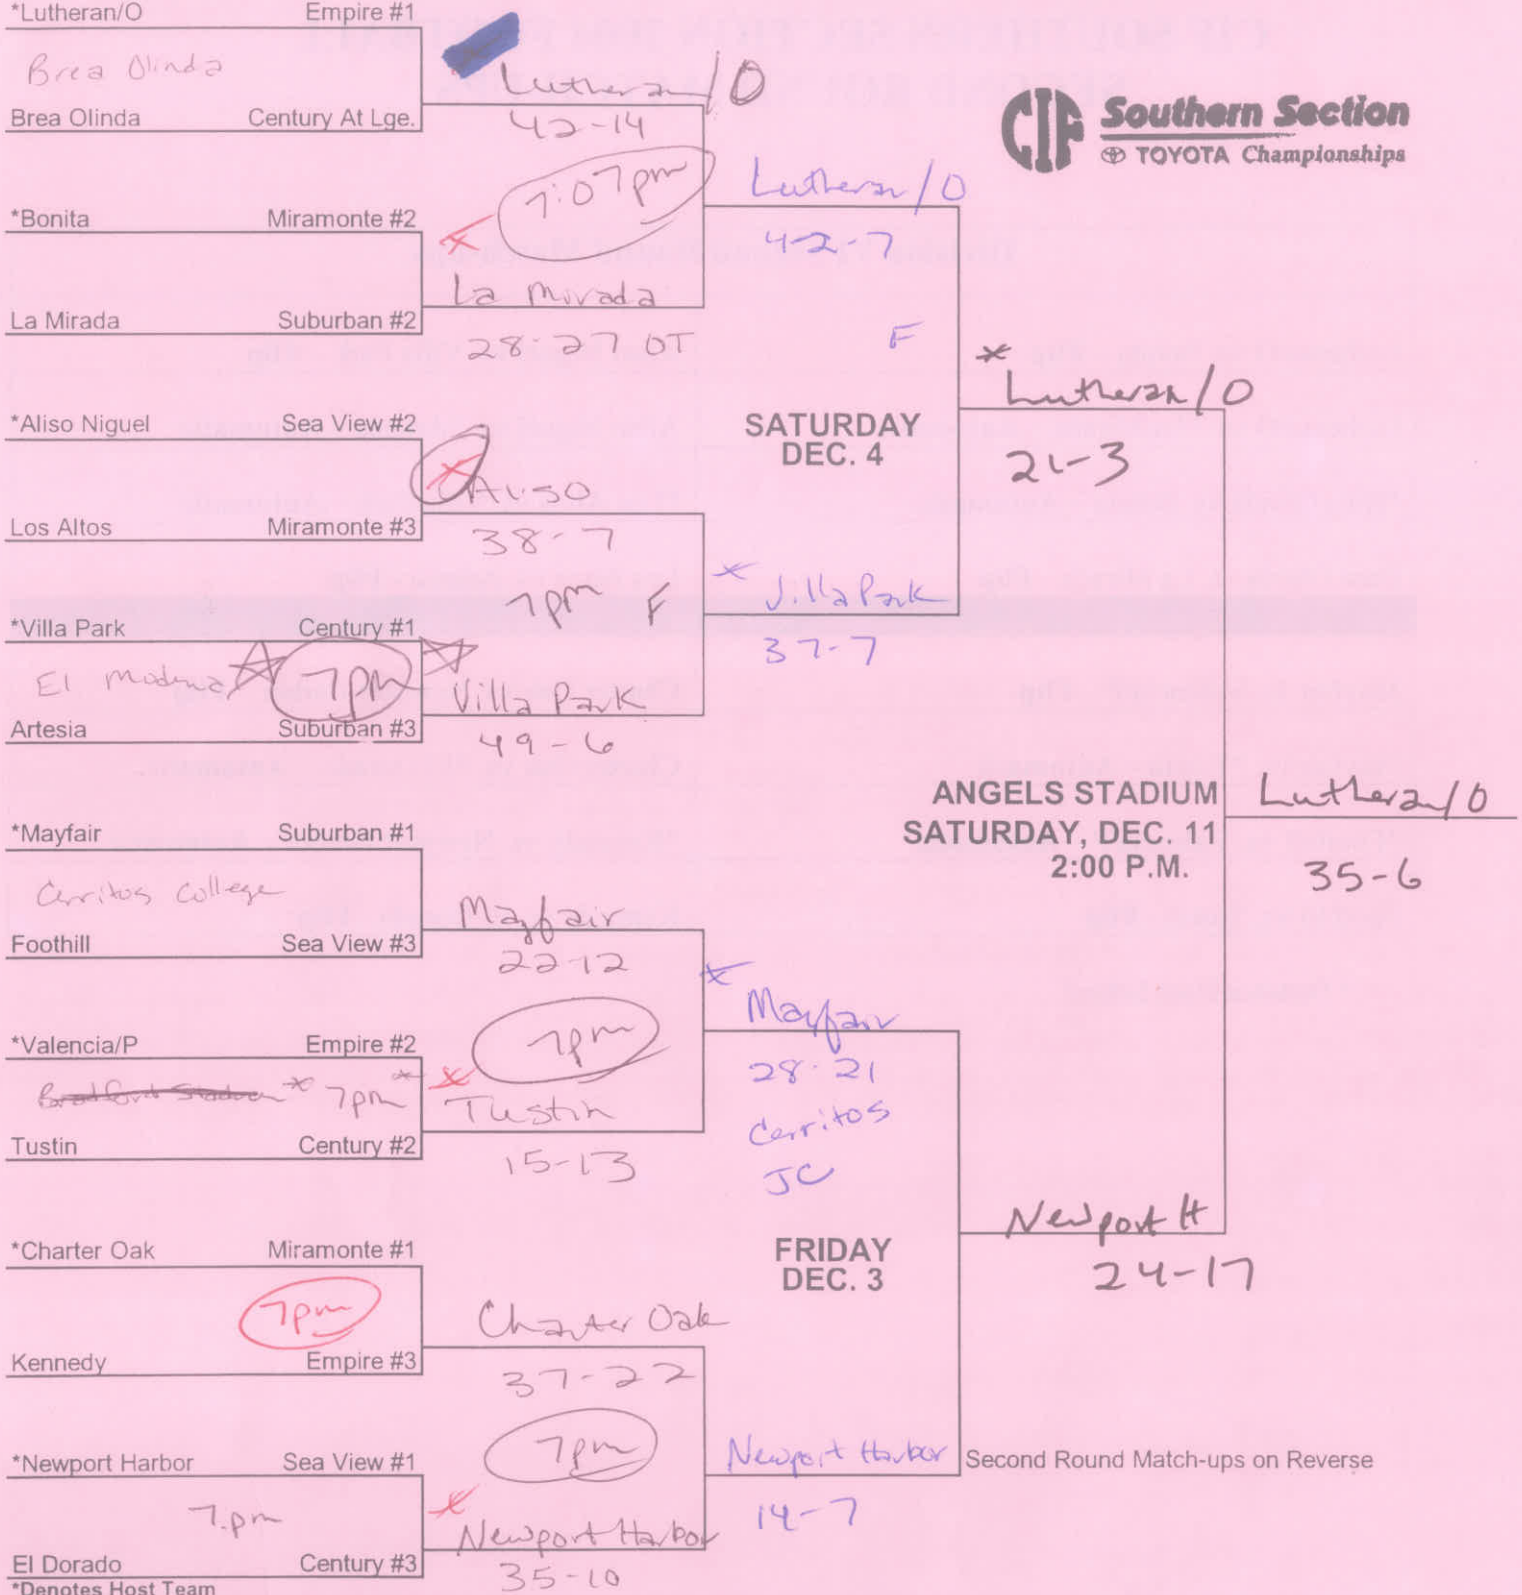 *Lutheran/O Empire #1
Brea Olinda
Brea Olinda Century At Lge.
Lutheran/O
42-14
CIF Southern Section
TOYOTA Championships
7:07pm
*Bonita Miramonte #2
Lutheran/O
42-7
La Mirada
La Mirada Suburban #2
28-27 OT
F
*Lutheran/O
21-3
*Aliso Niguel Sea View #2
SATURDAY
DEC. 4
Aliso
Los Altos Miramonte #3
38-7
7pm F
Villa Park
37-7
*Villa Park Century #1
El Modena 7pm
Villa Park
Artesia Suburban #3
49-6
ANGELS STADIUM
SATURDAY, DEC. 11
2:00 P.M.
Lutheran/O
35-6
*Mayfair Suburban #1
Cerritos College
Mayfair
Foothill Sea View #3
22-12
Mayfair
28-21
Cerritos
JC
7pm
*Valencia/P Empire #2
* 7pm *
Tustin
Tustin Century #2
15-13
Newport H
24-17
*Charter Oak Miramonte #1
FRIDAY
DEC. 3
7pm
Charter Oak
Kennedy Empire #3
37-22
7pm
*Newport Harbor Sea View #1
Newport Harbor
Second Round Match-ups on Reverse
14-7
7.pm
Newport Harbor
El Dorado Century #3
35-10
*Denotes Host Team